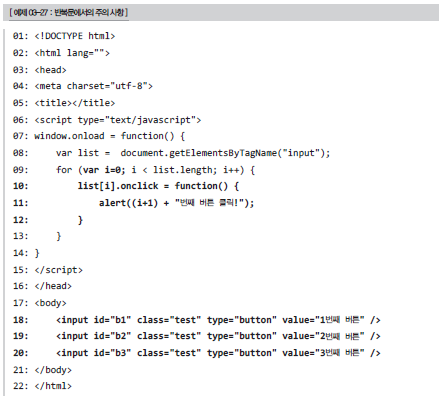 [ 예제 03-27 : 반복문에서의 주의 사항 ]
01: <!DOCTYPE html>
02: <html lang="">
03: <head>
04: <meta charset="utf-8">
05: <title></title>
06: <script type="text/javascript">
07: window.onload = function() {
08:     var list =  document.getElementsByTagName("input");
09:     for (var i=0; i < list.length; i++) {
10:         list[i].onclick = function() {
11:             alert((i+1) + "번째 버튼 클릭!");
12:         }
13:     }
14: }
15: </script>
16: </head>
17: <body>
18:     <input id="b1" class="test" type="button" value="1번째 버튼" />
19:     <input id="b2" class="test" type="button" value="2번째 버튼" />
20:     <input id="b3" class="test" type="button" value="3번째 버튼" />
21: </body>
22: </html>